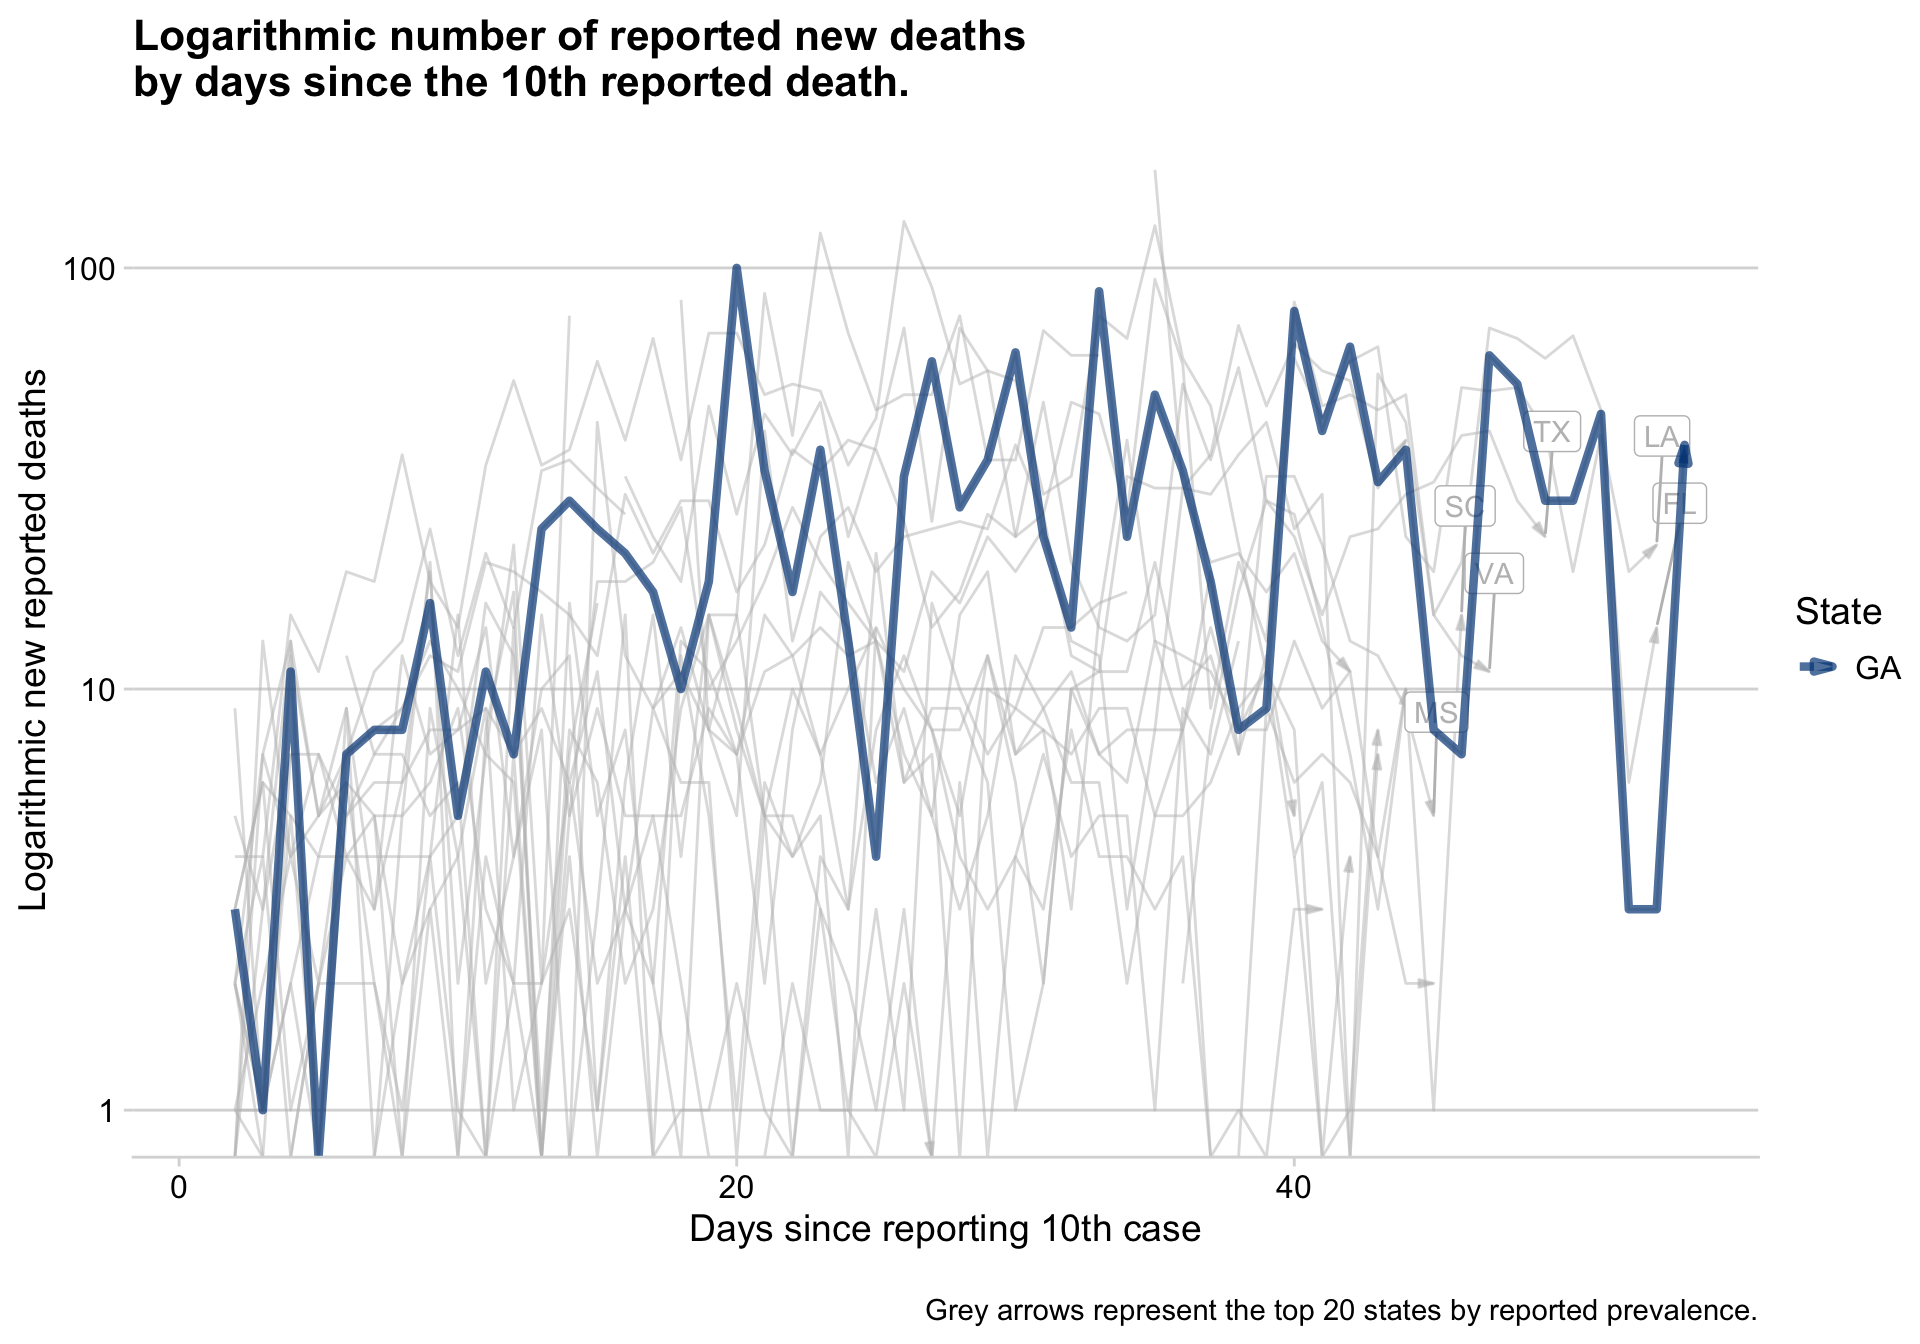 Logarithmic number of reported new deaths
by days since the 10th reported death.
Logarithmic new reported deaths
100
10
1
TX
LA
SC
FL
VA
MS
State
GA
0
20
40
Days since reporting 10th case
Grey arrows represent the top 20 states by reported prevalence.